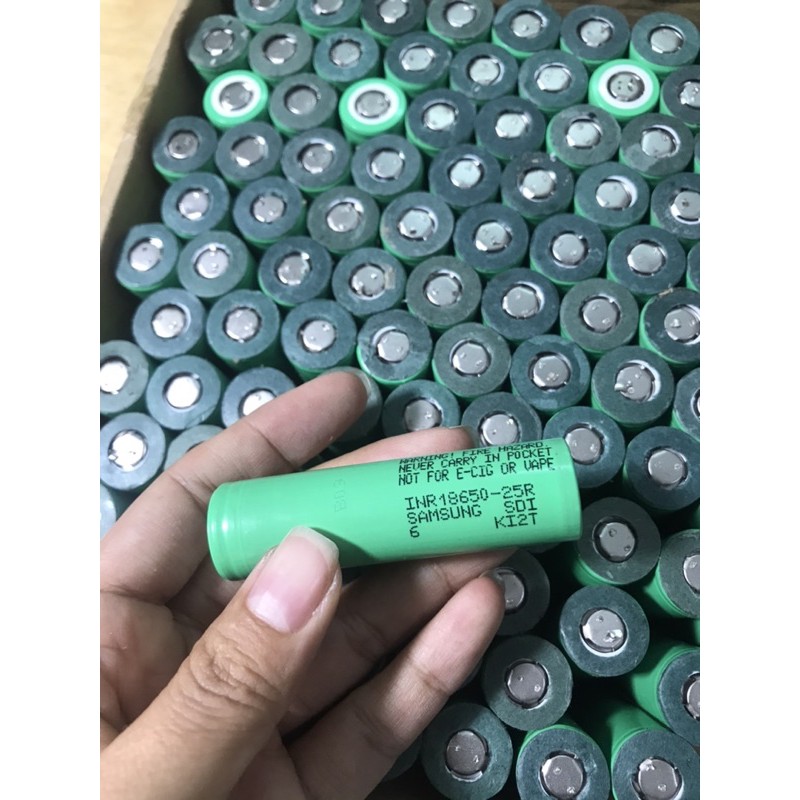 WARNING! FIRE HAZARD.
NEVER CARRY IN POCKET.
NOT FOR E-CIG OR VAPE
INR18650-25R
SAMSUNG SDI
6 KI2T